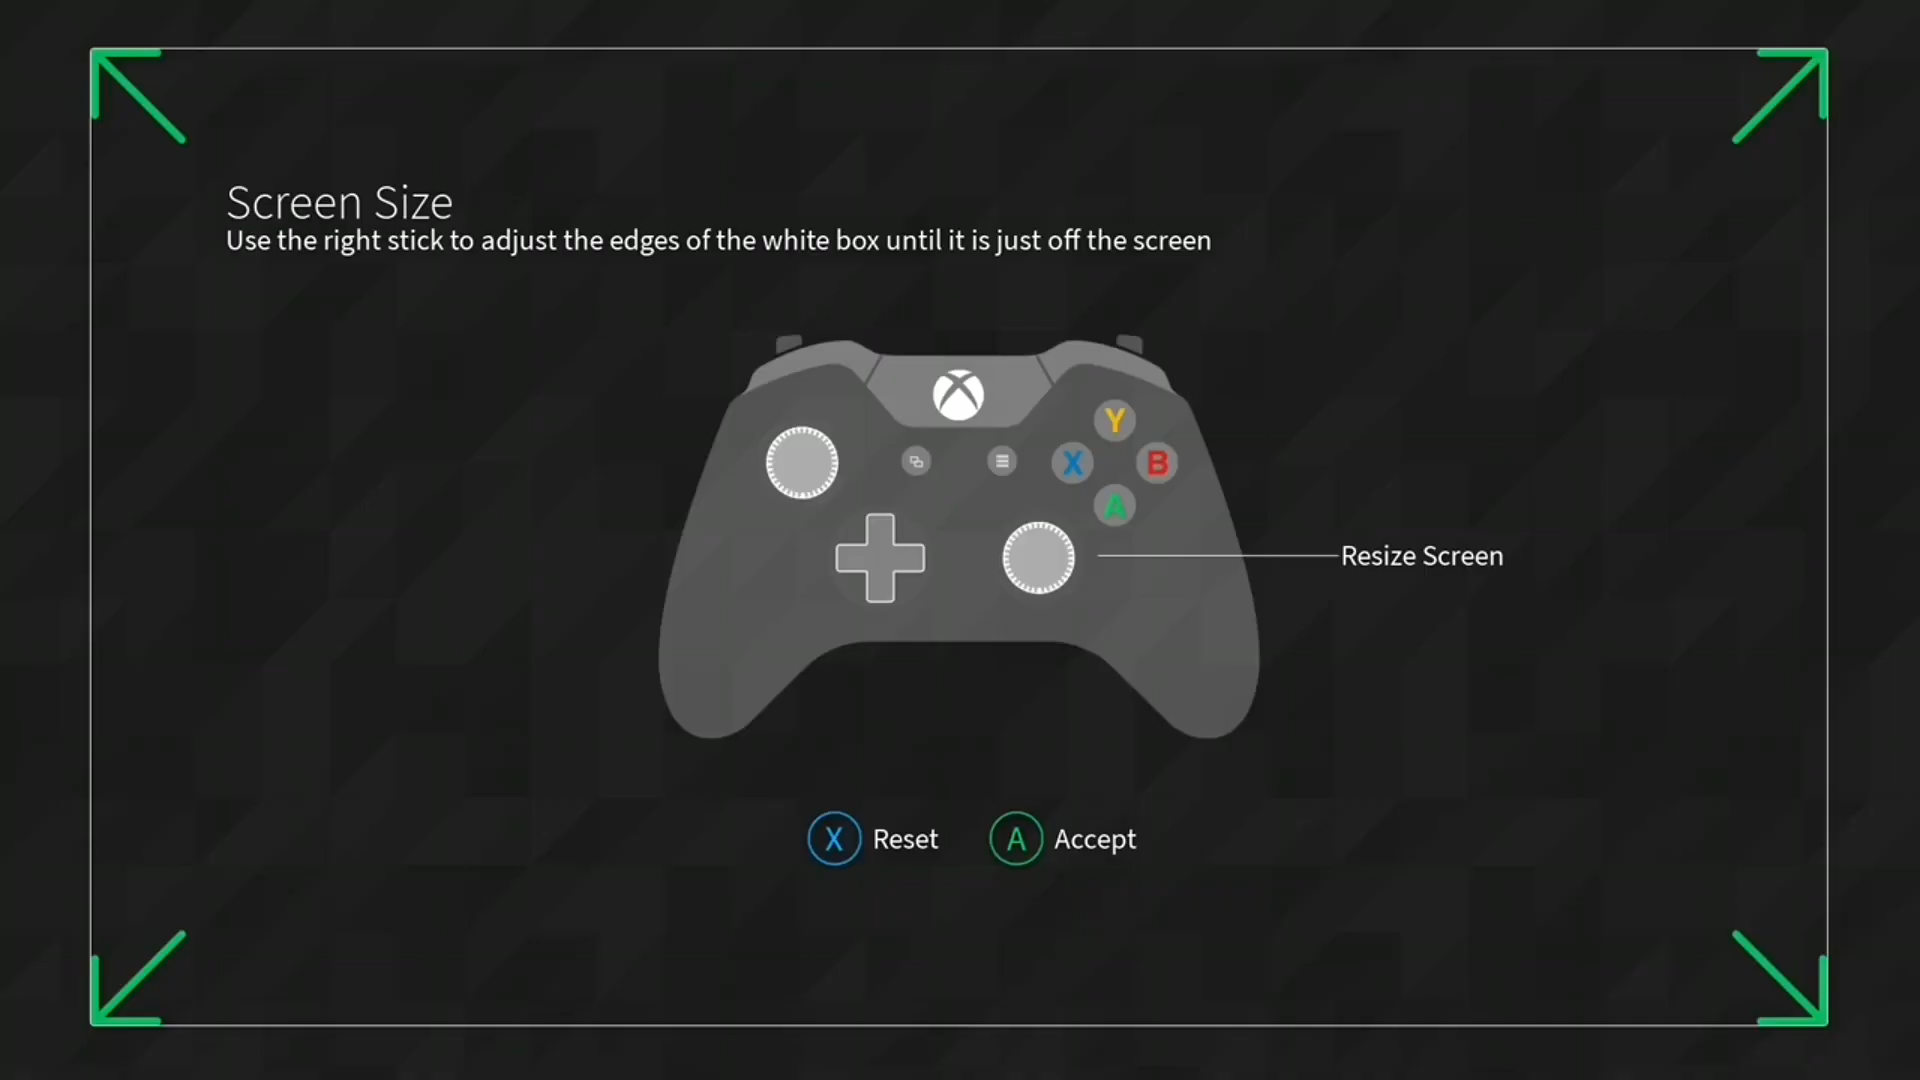 Screen Size
Use the right stick to adjust the edges of the white box until it is just off the screen
Y
X
B
A
Resize Screen
X Reset
A Accept